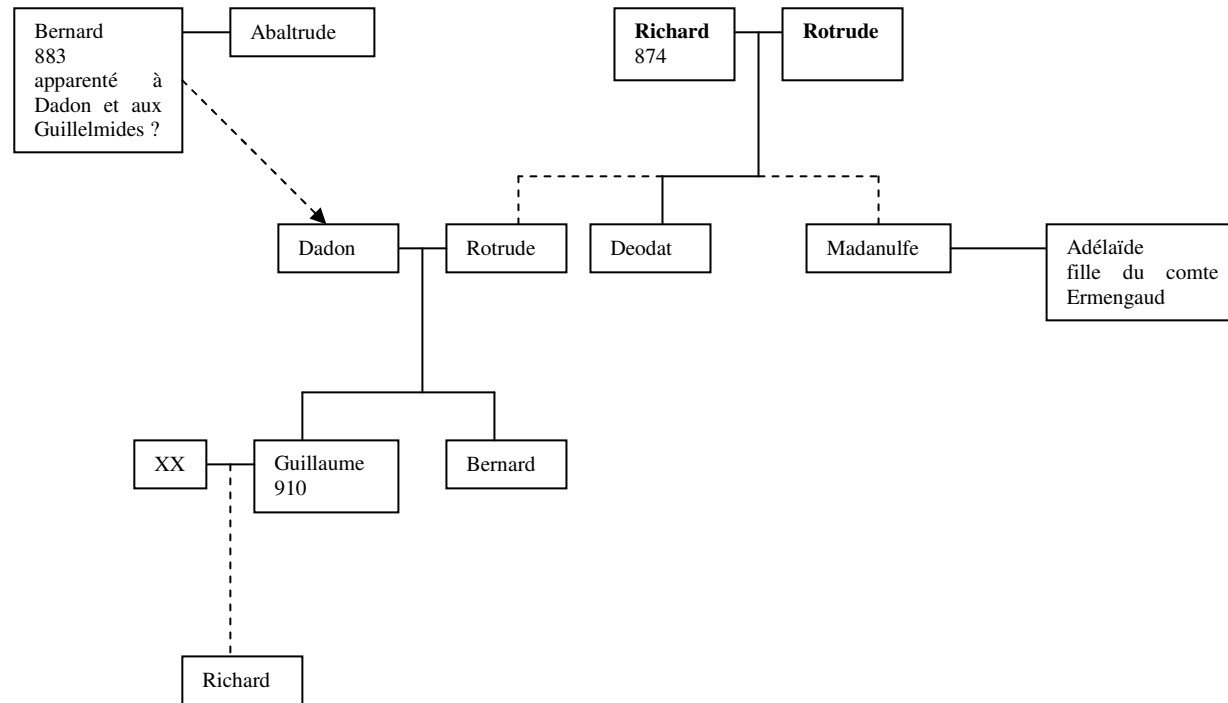 Bernard
883
apparenté à
Dadon et aux
Guillelmides ?
Abaltrude
Richard
874
Rotrude
Dadon
Rotrude
Deodat
Madanulfe
Adélaïde
fille du comte
Ermengaud
XX
Guillaume
910
Bernard
Richard